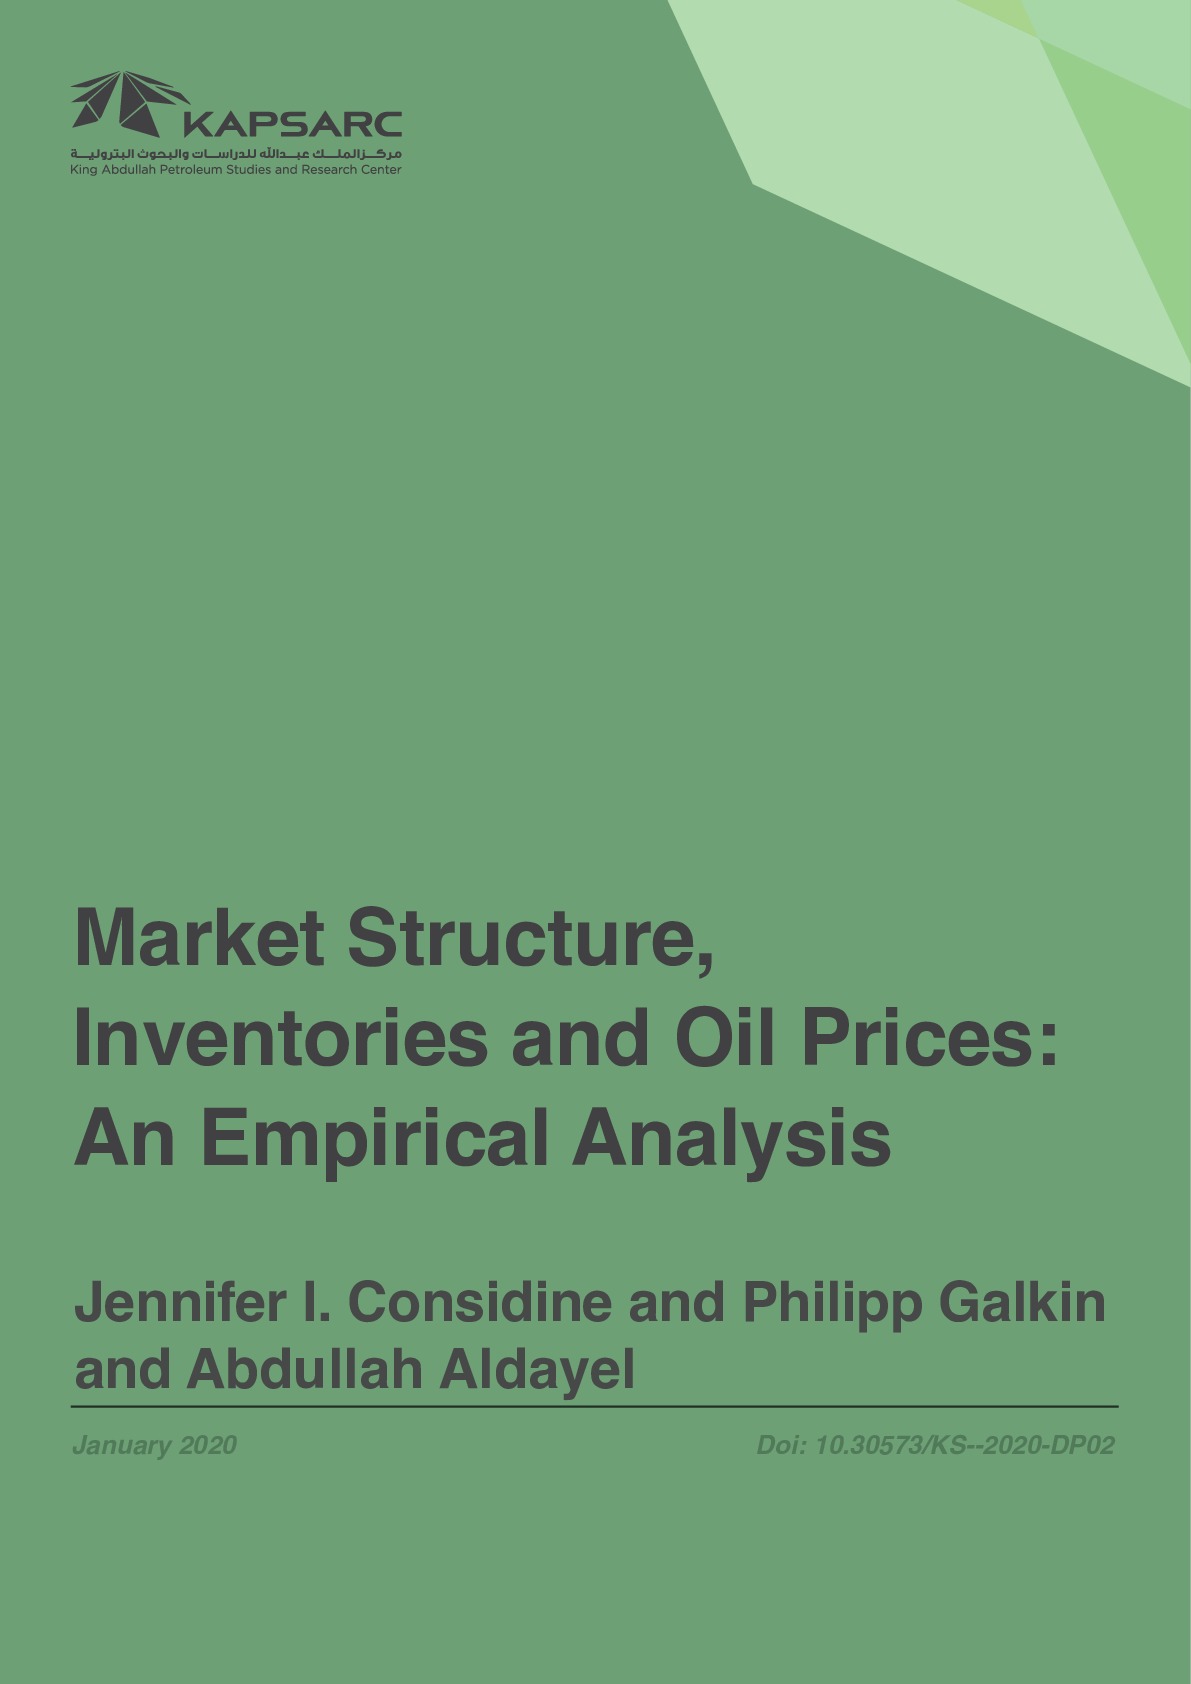 KAPSARC
مركز الملك عبدالله للدراسات والبحوث البترولية
King Abdullah Petroleum Studies and Research Center
Market Structure,
Inventories and Oil Prices:
An Empirical Analysis
Jennifer I. Considine and Philipp Galkin
and Abdullah Aldayel
January 2020
Doi: 10.30573/KS--2020-DP02